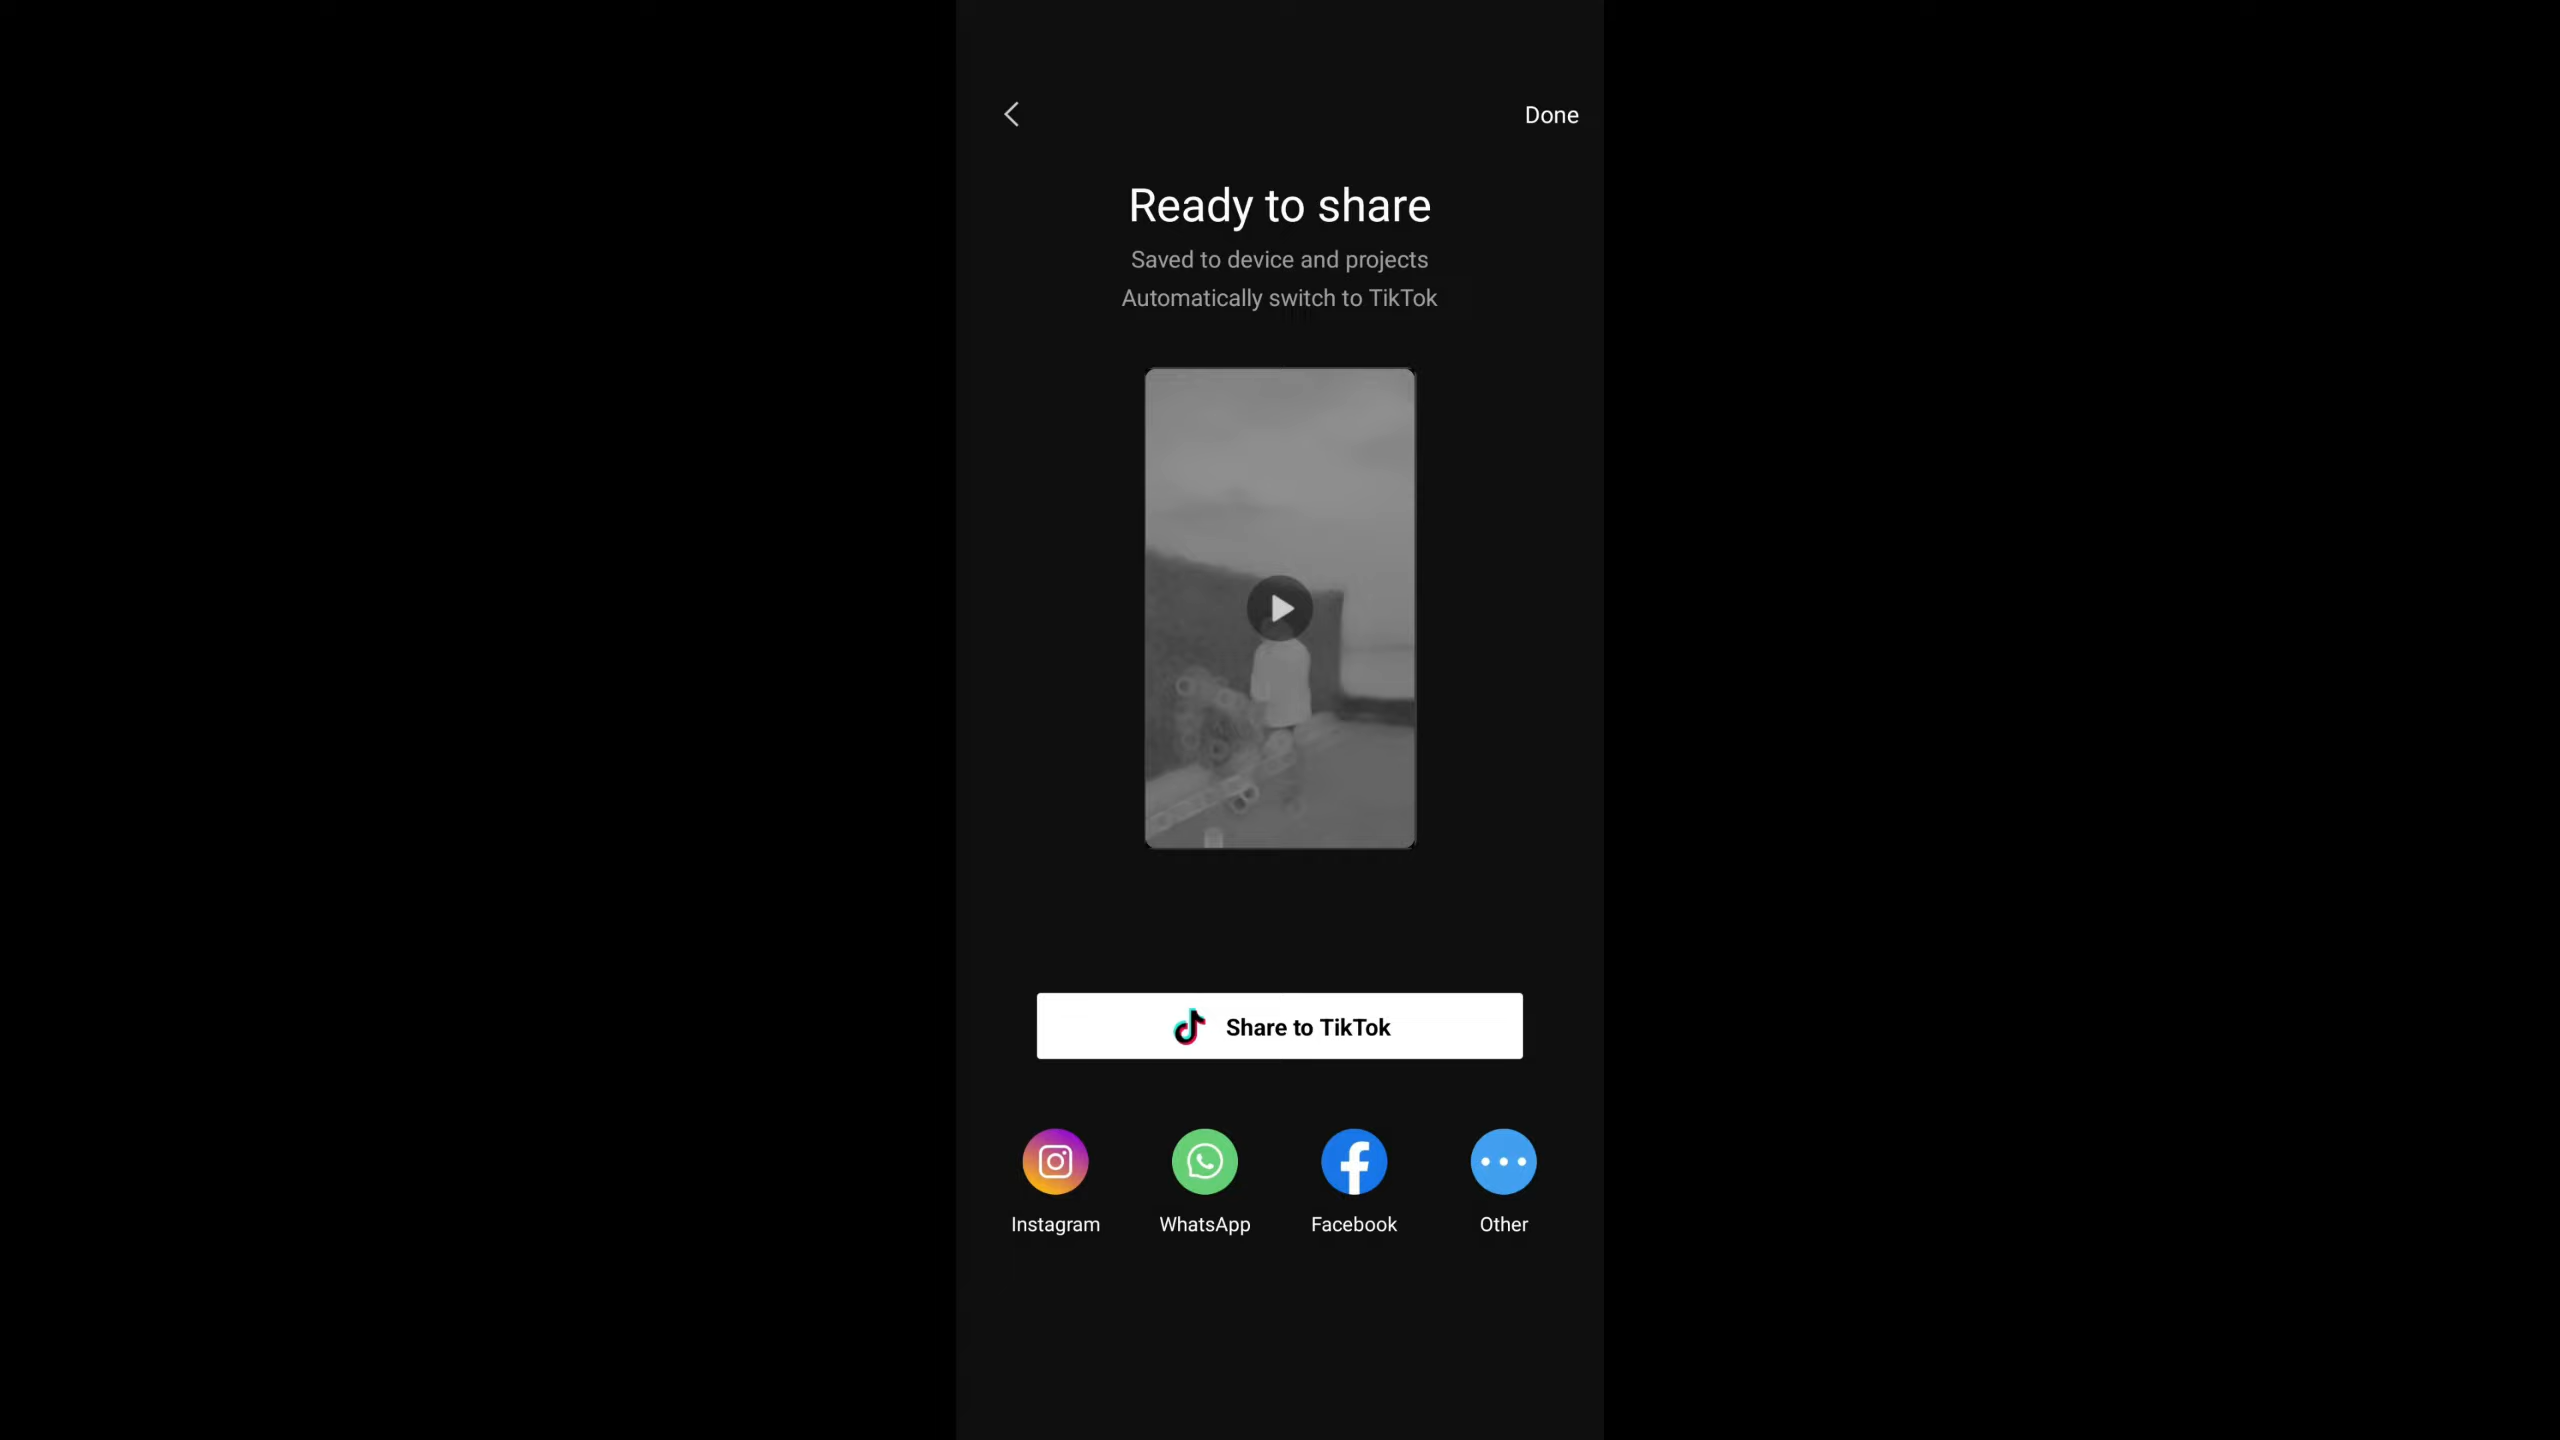 Done
Ready to share
Saved to device and projects
Automatically switch to TikTok
Share to TikTok
Instagram
WhatsApp
Facebook
Other